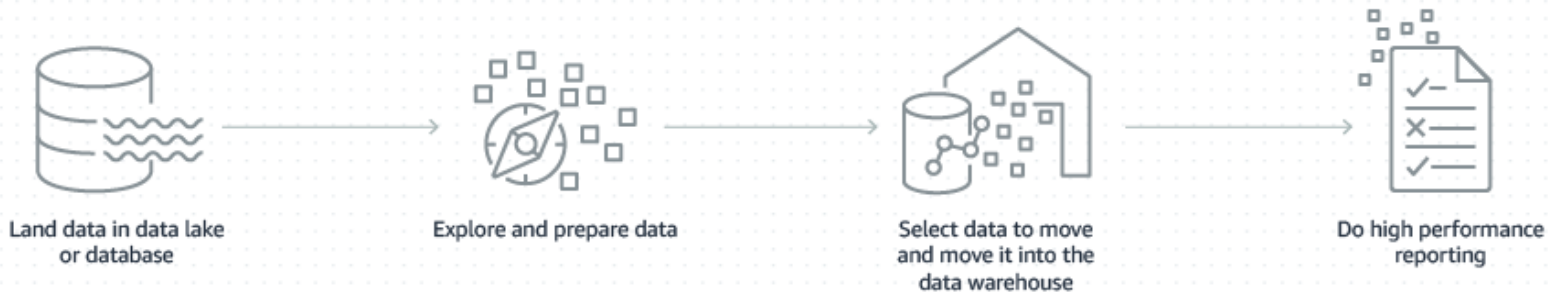 Land data in data lake
or database
Explore and prepare data
Select data to move
and move it into the
data warehouse
Do high performance
reporting